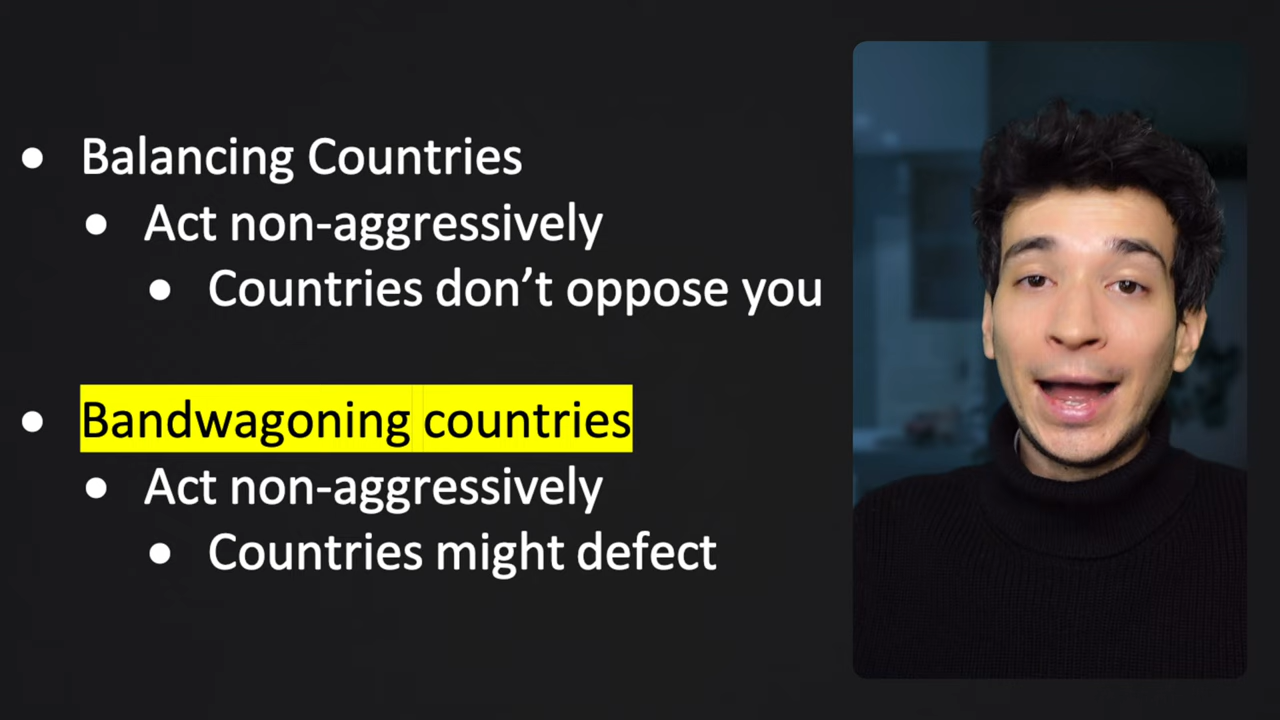 Balancing Countries
Act non-aggressively
Countries don’t oppose you
Bandwagoning countries
Act non-aggressively
Countries might defect